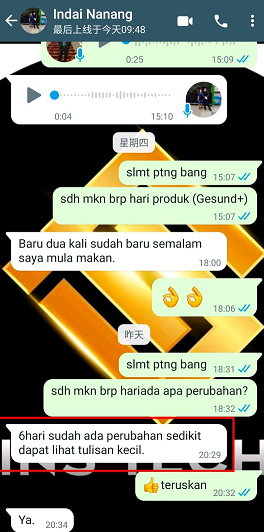 Indai Nanang
最后上线于今天09:48
0:25
15:09
0:04
15:10
星期四
slmt ptng bang
15:07
sdh mkn brp hari produk (Gesund+)
15:07
Baru dua kali sudah baru semalam
saya mula makan.
18:00
👌👌
18:06
昨天
slmt ptng bang
18:31
sdh mkn brp hariada apa perubahan?
18:32
6hari sudah ada perubahan sedikit
dapat lihat tulisan kecil.
20:29
👍teruskan
20:32
Ya.
20:34